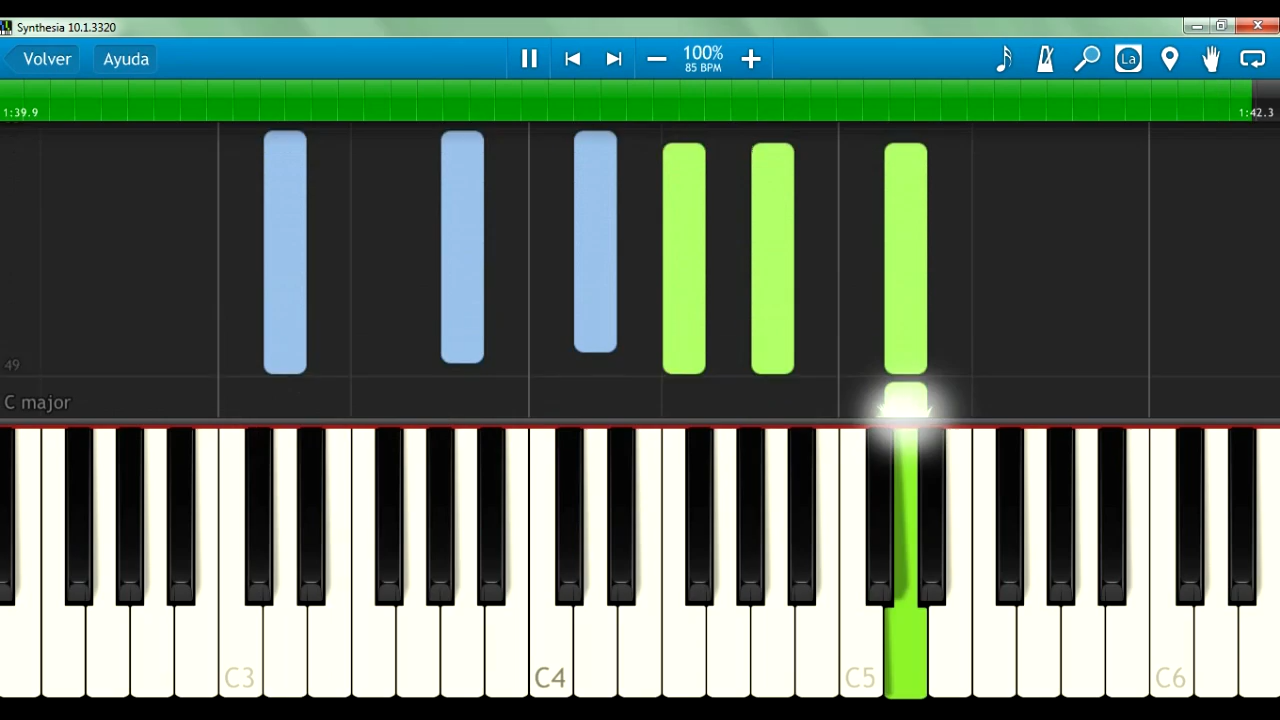 Synthesia 10.1.3320
Volver
Ayuda
100%
85 BPM
La
1:39.9
1:42.3
49
C major
C3
C4
C5
C6